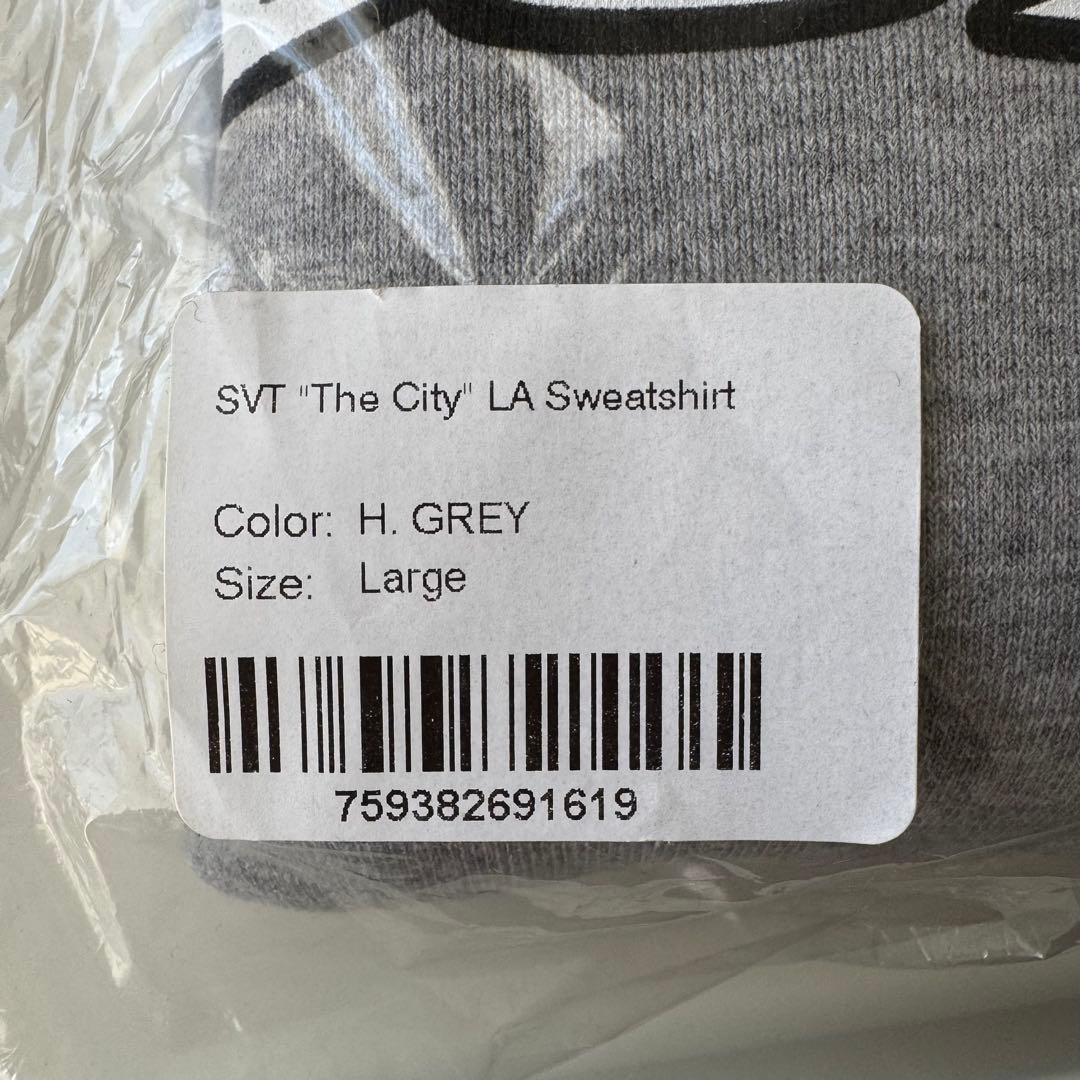 SVT "The City" LA Sweatshirt
Color: H. GREY
Size: Large
759382691619